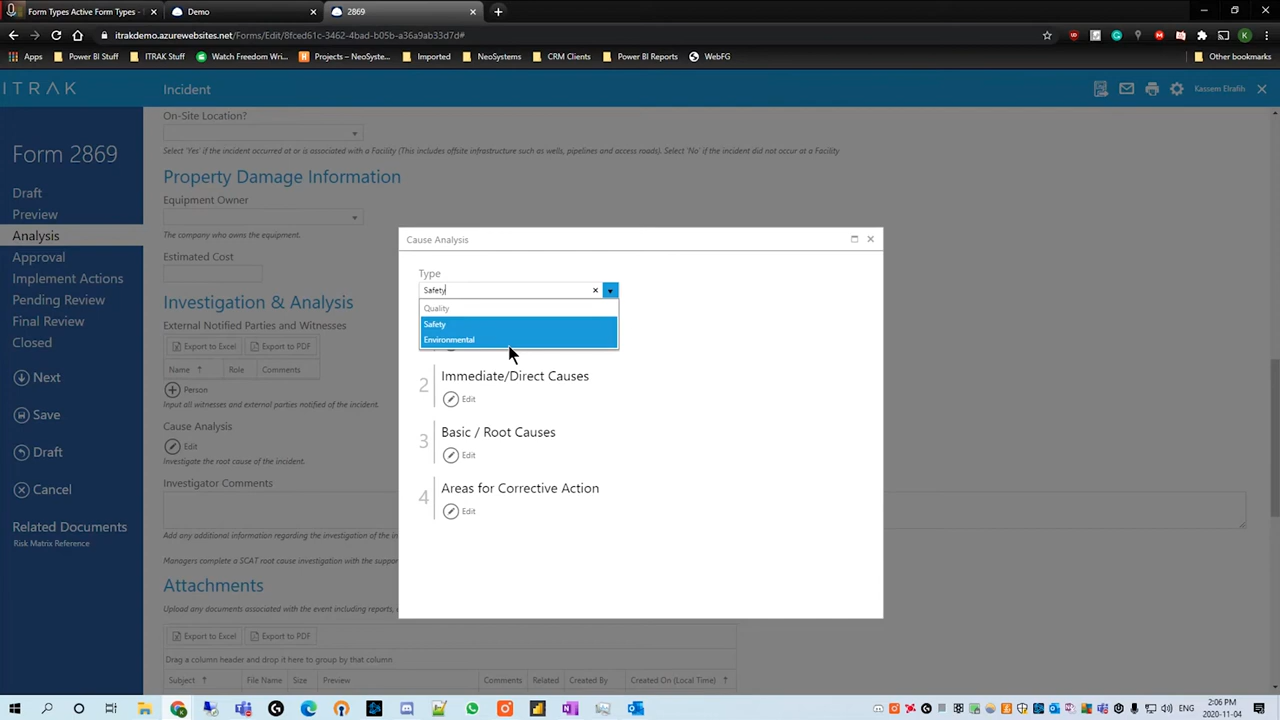 Form Types Active Form Types -
Demo
2869
itrakdemo.azurewebsites.net/Forms/Edit/8fced61c-3462-4bad-b05b-a36a9ab33d7d#
Apps
Power BI Stuff
ITRAK Stuff
Watch Freedom Wri...
Projects – NeoSyste...
Imported
NeoSystems
CRM Clients
Power BI Reports
WebFG
Other bookmarks
ITRAK
Incident
Kassem Elrafih
Form 2869
Draft
Preview
Analysis
Approval
Implement Actions
Pending Review
Final Review
Closed
Next
Save
Draft
Cancel
Related Documents
Risk Matrix Reference
On-Site Location?
Select 'Yes' if the incident occurred at or is associated with a Facility (This includes offsite infrastructure such as wells, pipelines and access roads). Select 'No' if the incident did not occur at a Facility
Property Damage Information
Equipment Owner
The company who owns the equipment.
Estimated Cost
Investigation & Analysis
External Notified Parties and Witnesses
Export to Excel
Export to PDF
Name
Role
Comments
Person
Input all witnesses and external parties notified of the incident.
Cause Analysis
Edit
Investigate the root cause of the incident.
Investigator Comments
Add any additional information regarding the investigation of the in
Managers complete a SCAT root cause investigation with the suppor
Attachments
Upload any documents associated with the event including reports,
Export to Excel
Export to PDF
Drag a column header and drop it here to group by that column
Subject
File Name
Size
Preview
Comments
Related
Created By
Created On (Local Time)
Cause Analysis
Type
Safety
Quality
Safety
Environmental
2
Immediate/Direct Causes
Edit
3
Basic / Root Causes
Edit
4
Areas for Corrective Action
Edit
ENG
2:06 PM
2020-11-04